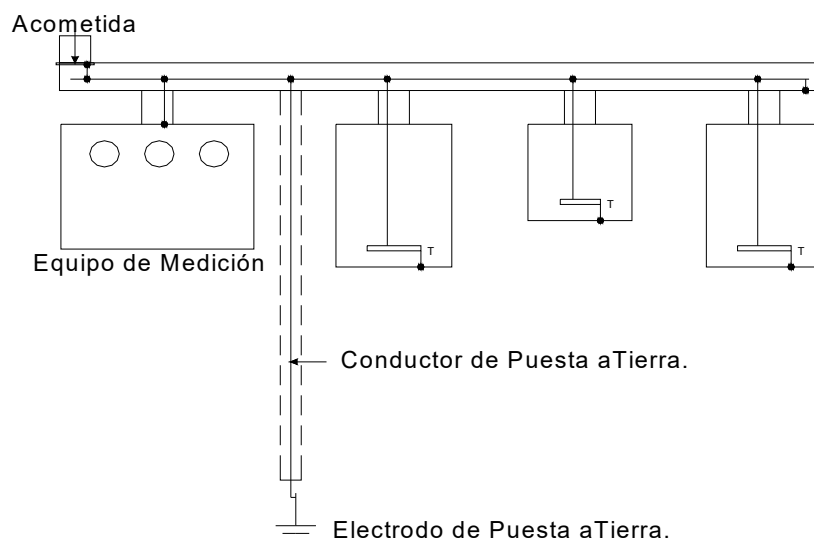 Acometida
T
T
T
Equipo de Medición
Conductor de Puesta aTierra.
Electrodo de Puesta aTierra.